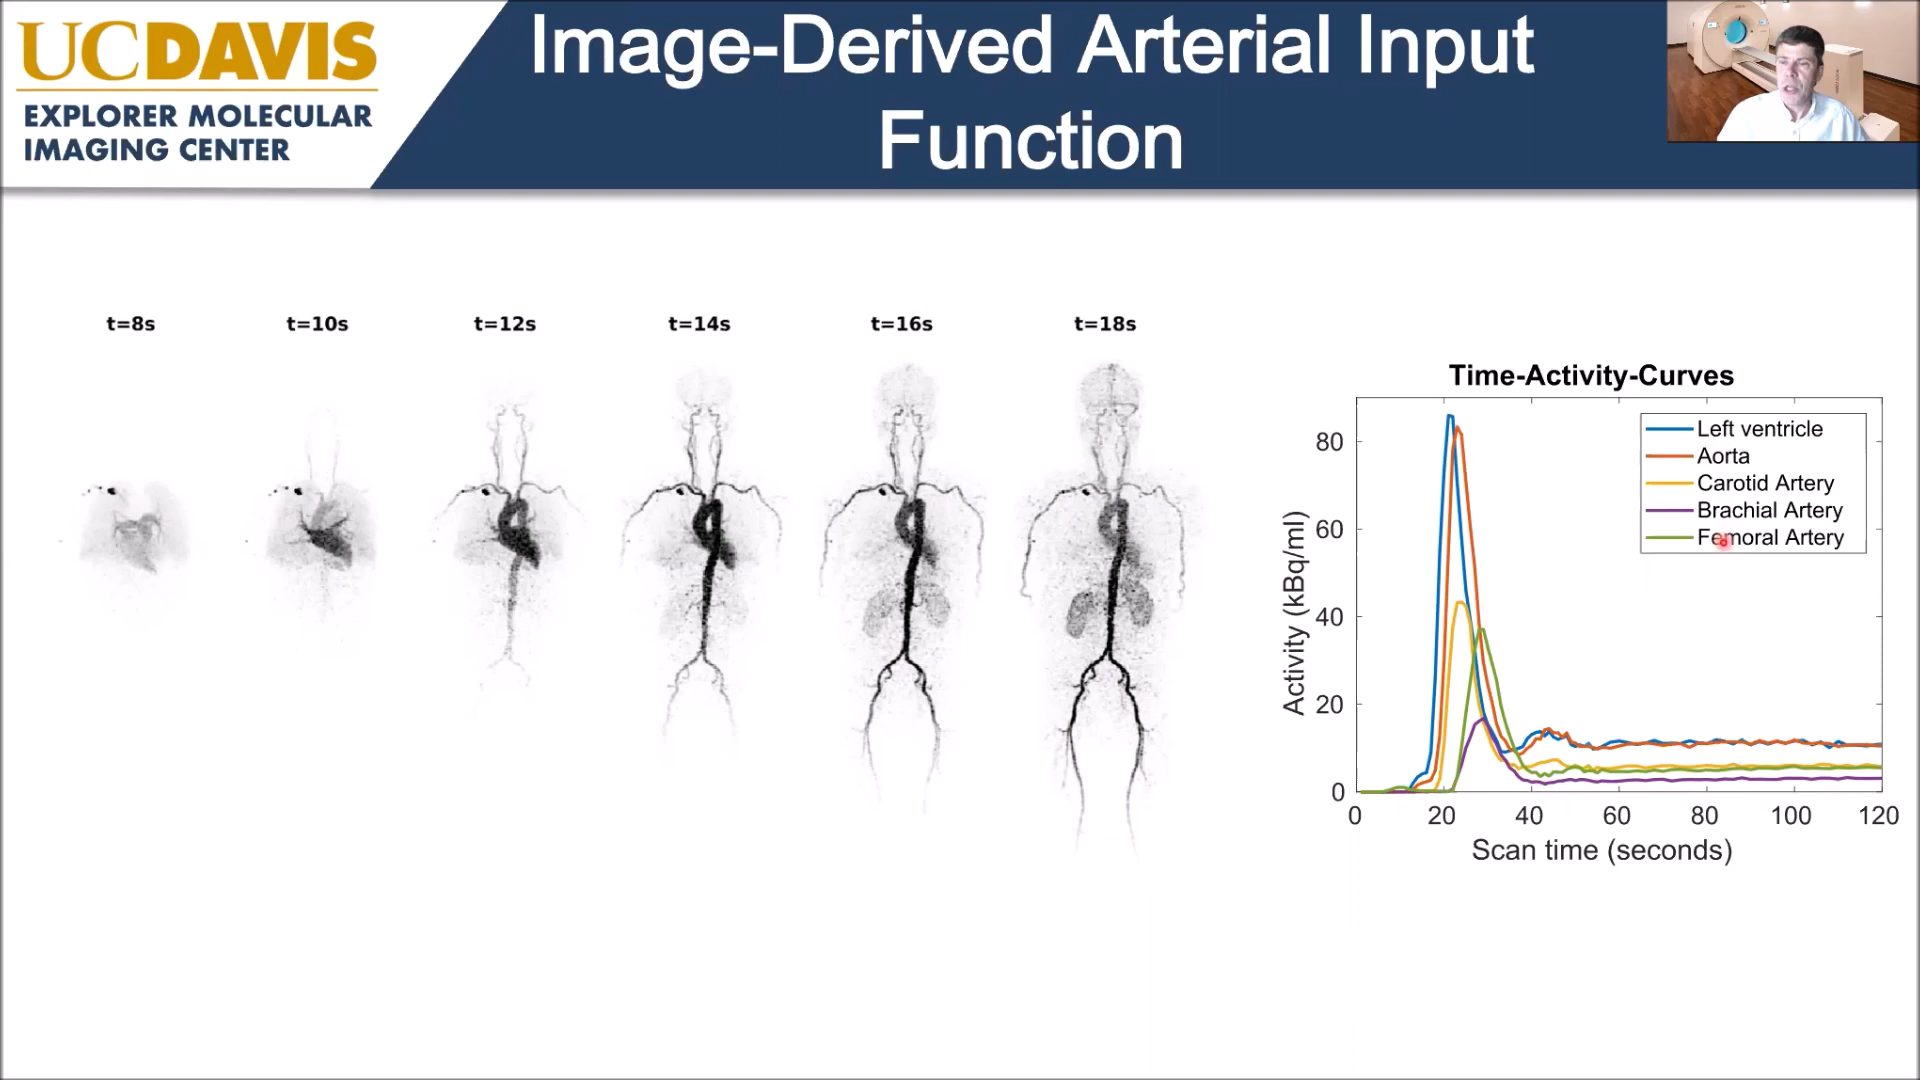 UCDAVIS
EXPLORER MOLECULAR
IMAGING CENTER
Image-Derived Arterial Input
Function
t=8s
t=10s
t=12s
t=14s
t=16s
t=18s
Time-Activity-Curves
Left ventricle
Aorta
Carotid Artery
Brachial Artery
Femoral Artery
Activity (kBq/ml)
80
60
40
20
0
0
20
40
60
80
100
120
Scan time (seconds)